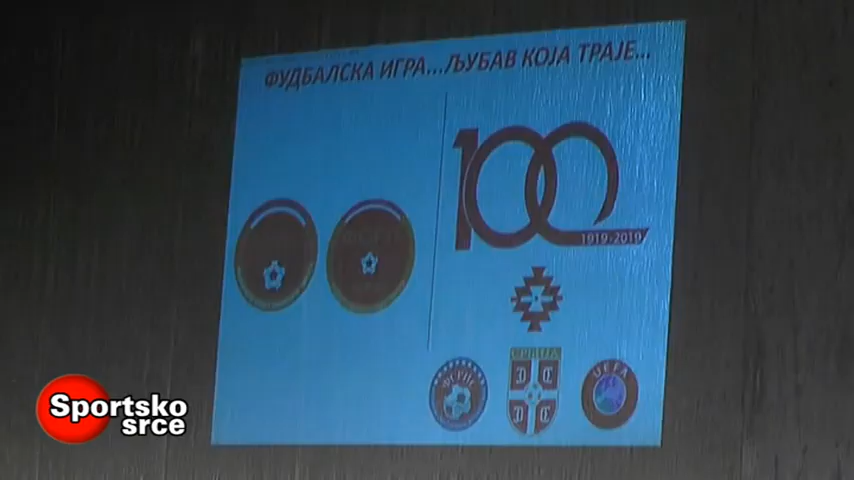 ФУДБАЛСКА ИГРА...ЉУБАВ КОЈА ТРАЈЕ...
100
1919-2019
UEFA
Sportsko
srce